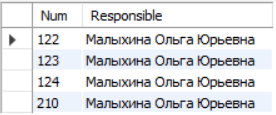 Num Responsible
122 Малыхина Ольга Юрьевна
123 Малыхина Ольга Юрьевна
124 Малыхина Ольга Юрьевна
210 Малыхина Ольга Юрьевна